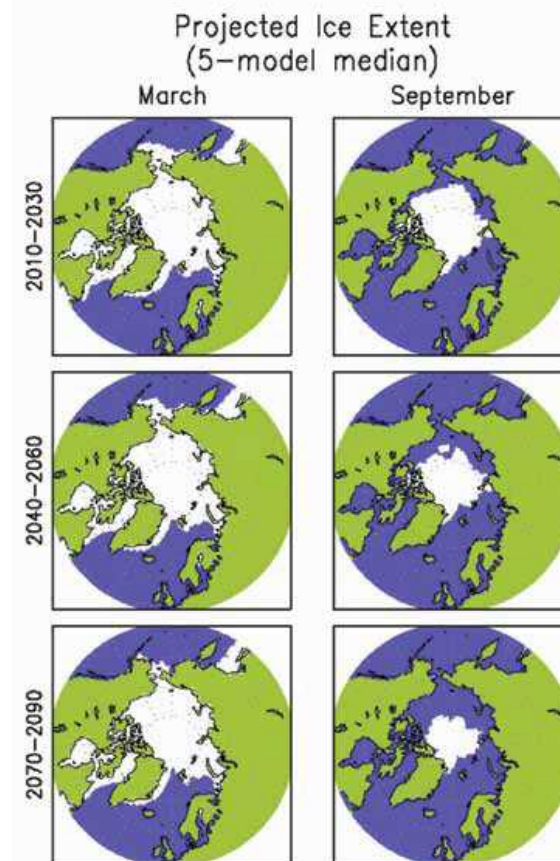 Projected Ice Extent
(5-model median)
March
September
2010-2030
2040-2060
2070-2090